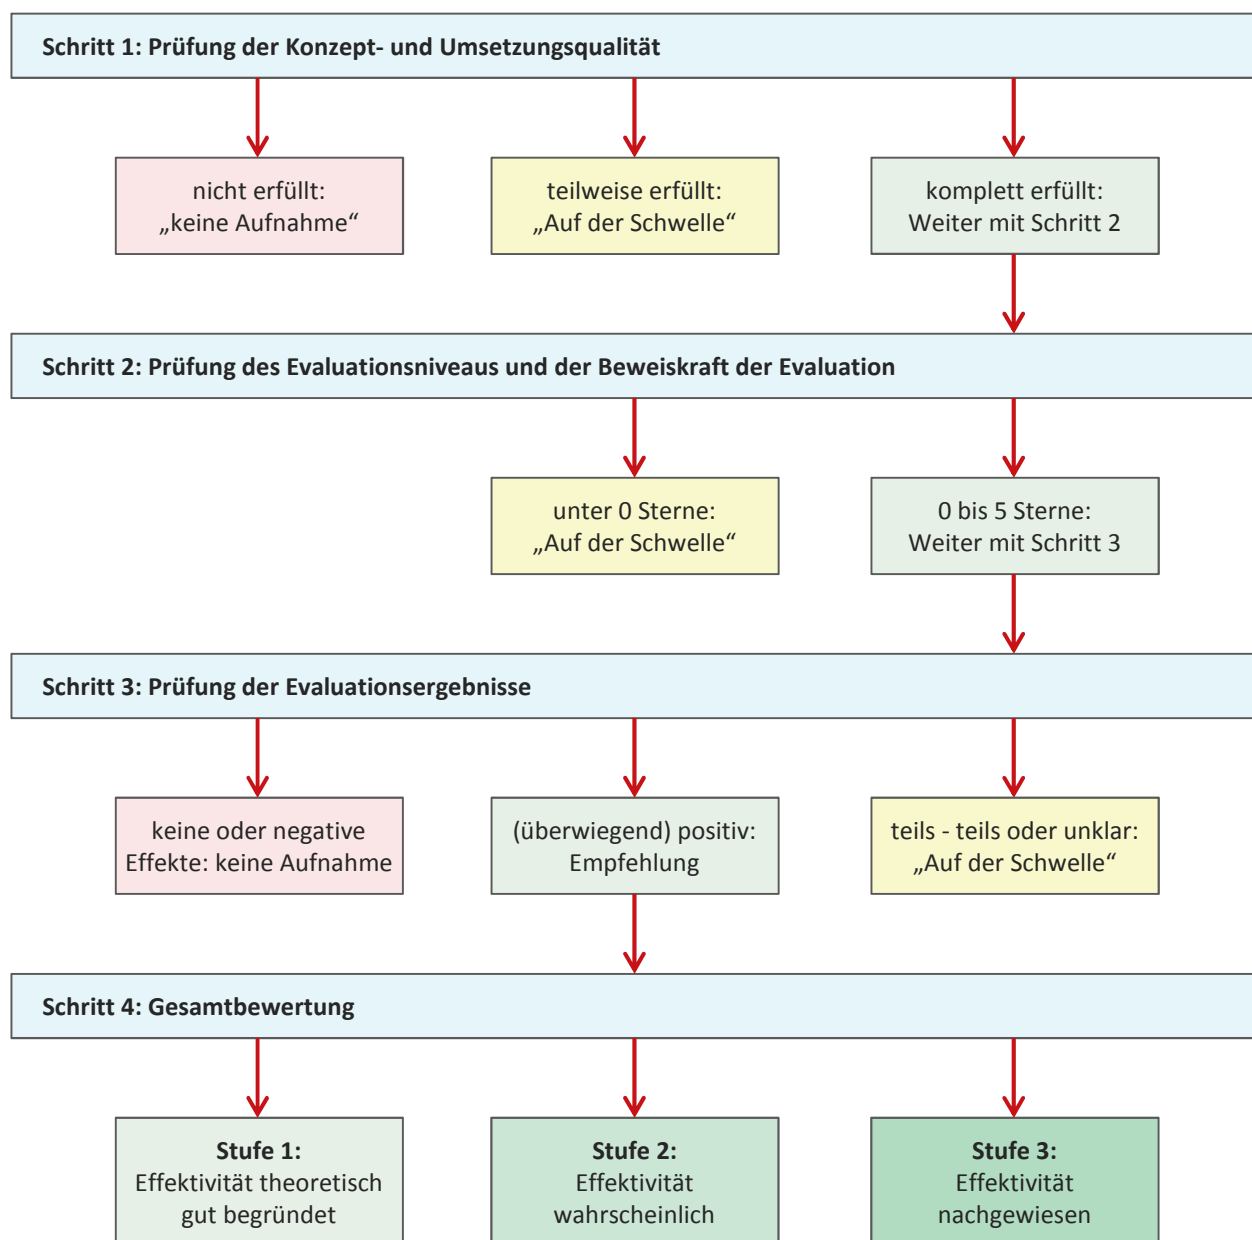 Schritt 1: Prüfung der Konzept- und Umsetzungsqualität
nicht erfüllt:
„keine Aufnahme“
teilweise erfüllt:
„Auf der Schwelle“
komplett erfüllt:
Weiter mit Schritt 2
Schritt 2: Prüfung des Evaluationsniveaus und der Beweiskraft der Evaluation
unter 0 Sterne:
„Auf der Schwelle“
0 bis 5 Sterne:
Weiter mit Schritt 3
Schritt 3: Prüfung der Evaluationsergebnisse
keine oder negative
Effekte: keine Aufnahme
(überwiegend) positiv:
Empfehlung
teils - teils oder unklar:
„Auf der Schwelle“
Schritt 4: Gesamtbewertung
Stufe 1:
Effektivität theoretisch
gut begründet
Stufe 2:
Effektivität
wahrscheinlich
Stufe 3:
Effektivität
nachgewiesen